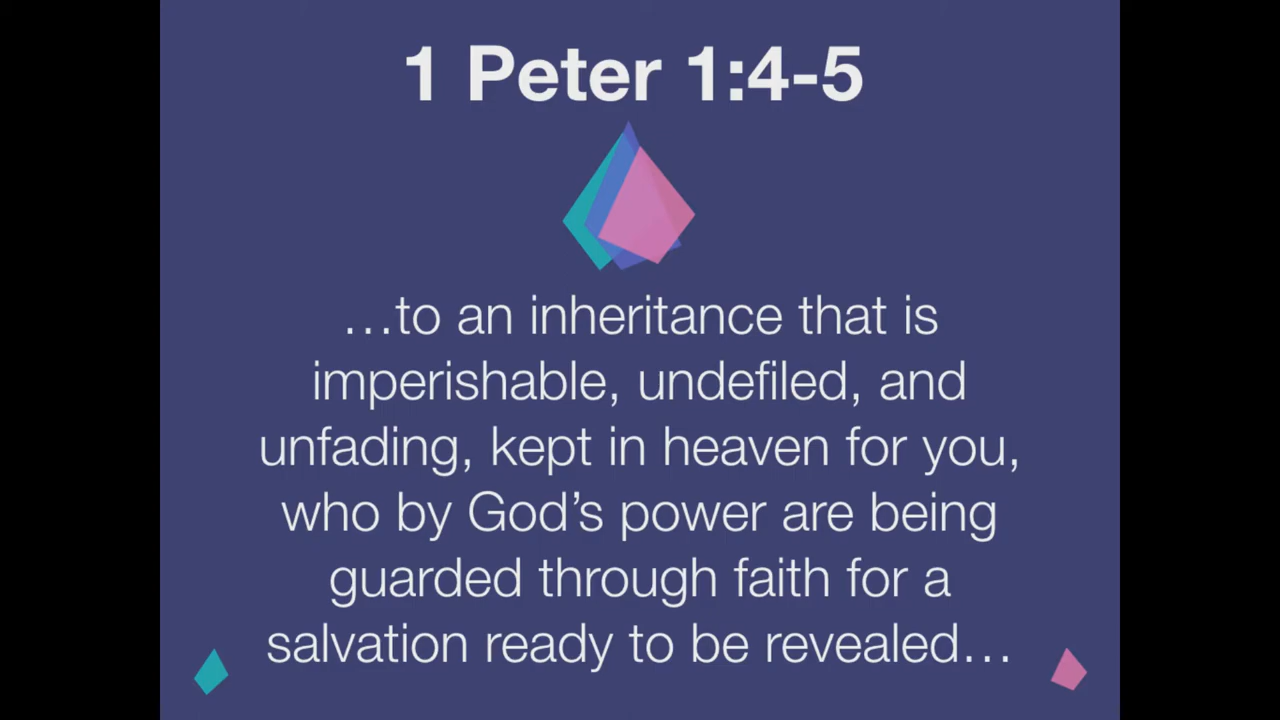 1 Peter 1:4-5
…to an inheritance that is
imperishable, undefiled, and
unfading, kept in heaven for you,
who by God’s power are being
guarded through faith for a
salvation ready to be revealed…